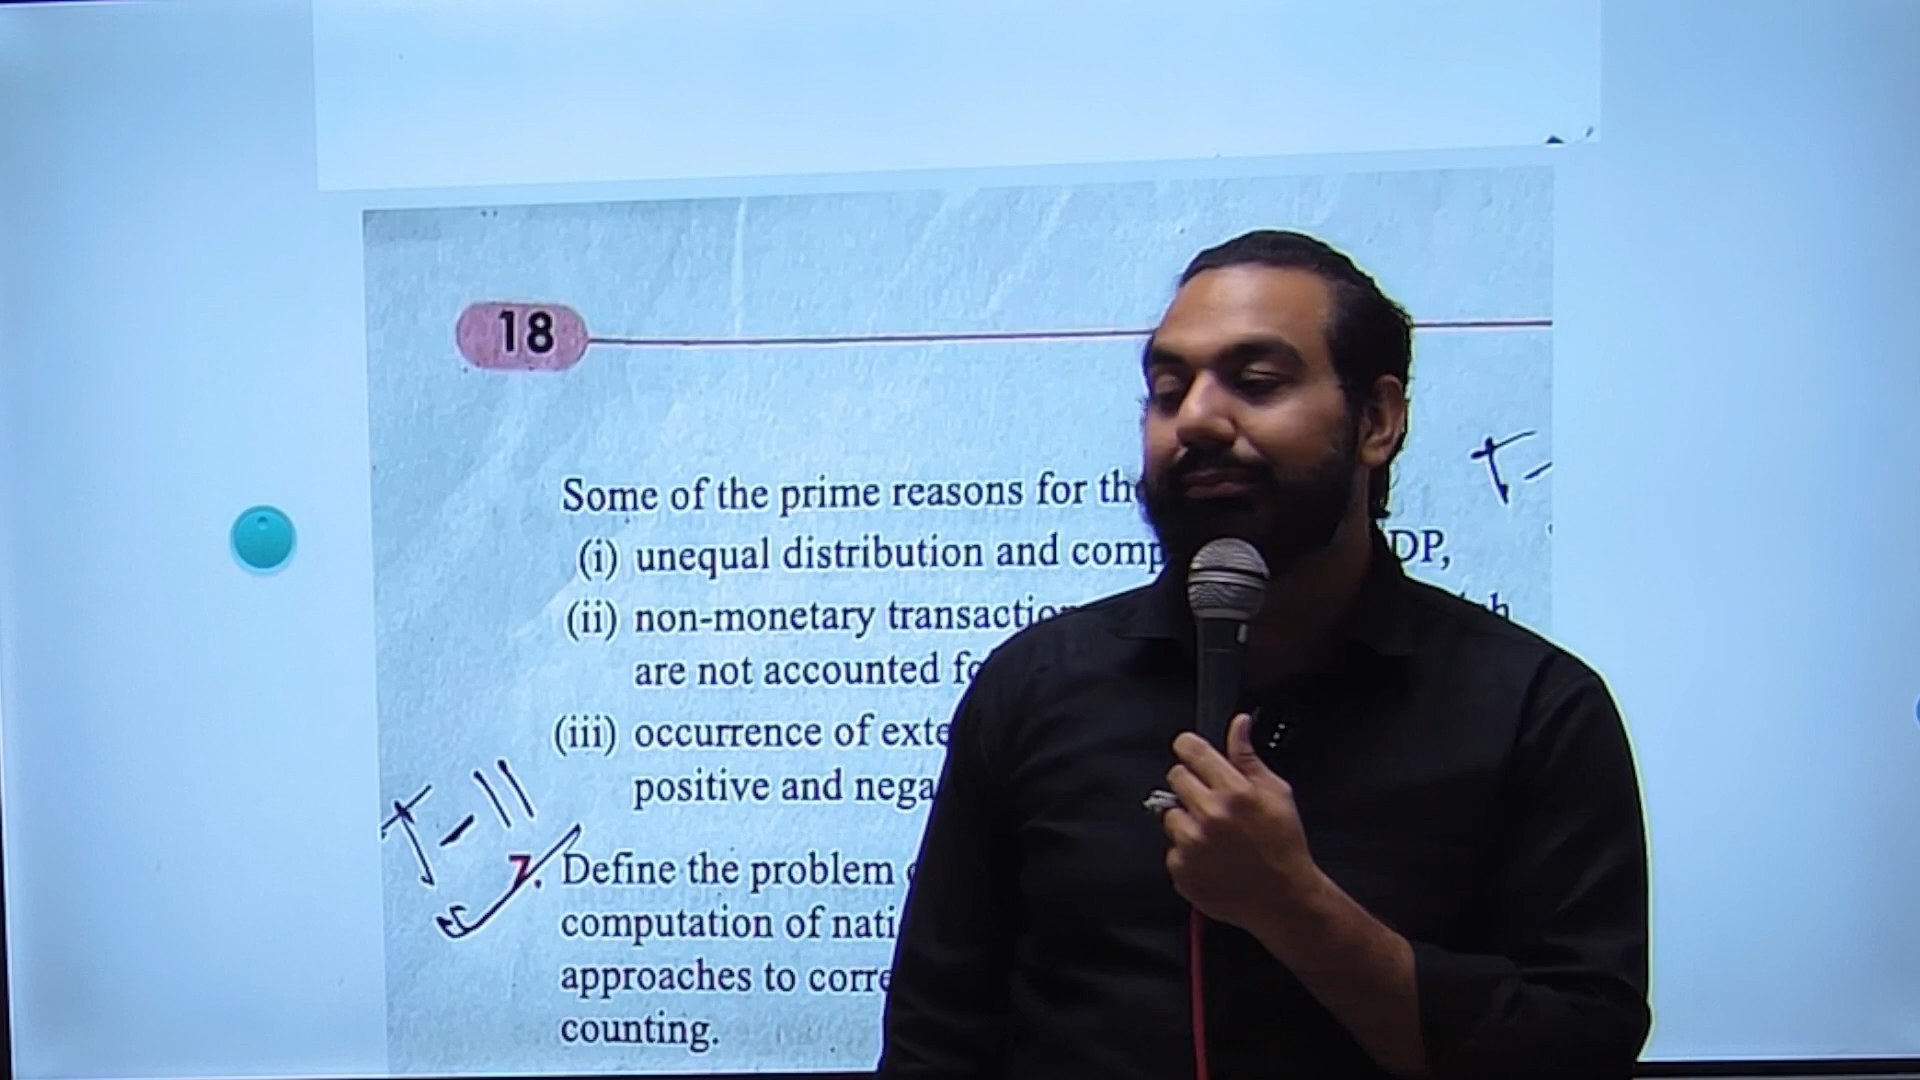 18
Some of the prime reasons for the
(i) unequal distribution and comp DP,
(ii) non-monetary transactio
are not accounted fo
(iii) occurrence of exte
positive and nega
T-11
7. Define the problem
computation of nati
approaches to corre
counting.